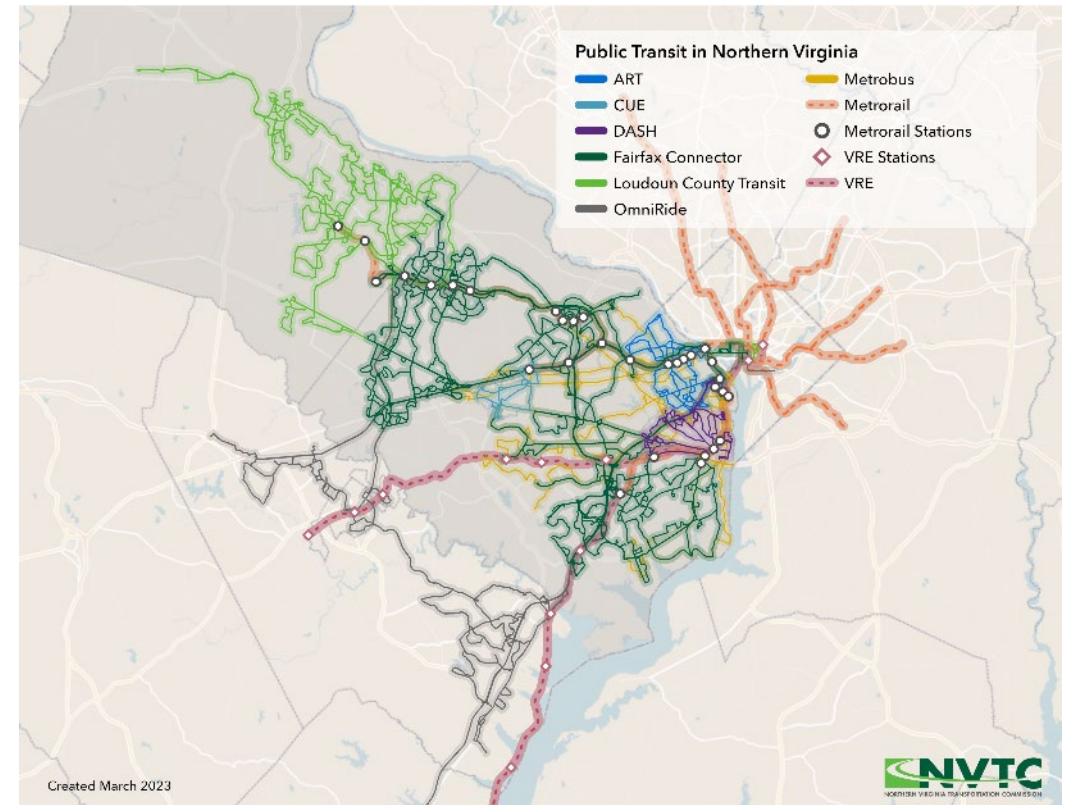 Public Transit in Northern Virginia
ART
CUE
DASH
Fairfax Connector
Loudoun County Transit
OmniRide
Metrobus
Metrorail
Metrorail Stations
VRE Stations
VRE
Created March 2023
NVTC
NORTHERN VIRGINIA TRANSPORTATION COMMISSION